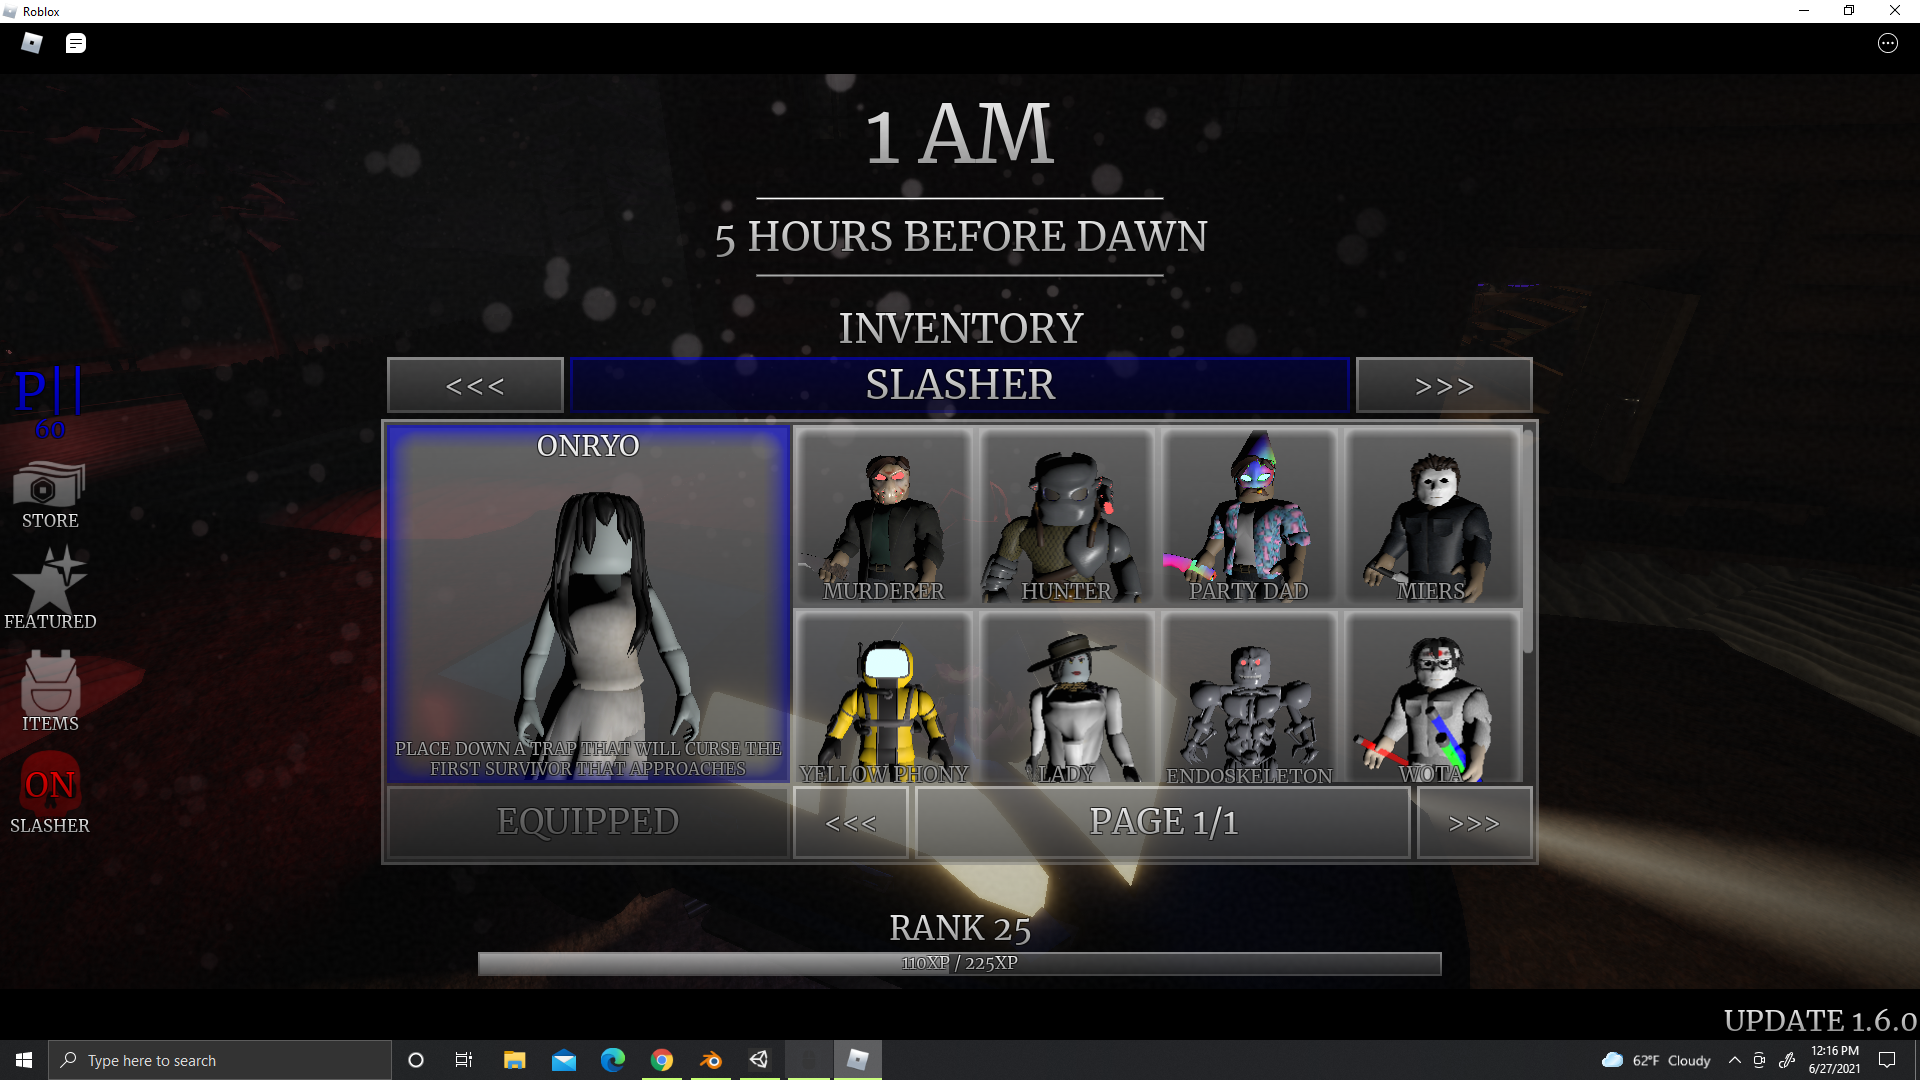 Roblox
1 AM
5 HOURS BEFORE DAWN
INVENTORY
<<< SLASHER >>>
P||
60
STORE
FEATURED
ITEMS
ON
SLASHER
ONRYO
PLACE DOWN A TRAP THAT WILL CURSE THE
FIRST SURVIVOR THAT APPROACHES
EQUIPPED
MURDERER HUNTER PARTY DAD MIERS
YELLOW PHONY LADY ENDOSKELETON WOTA
<<< PAGE 1/1 >>>
RANK 25
110XP / 225XP
UPDATE 1.6.0
Type here to search
62°F Cloudy
12:16 PM
6/27/2021